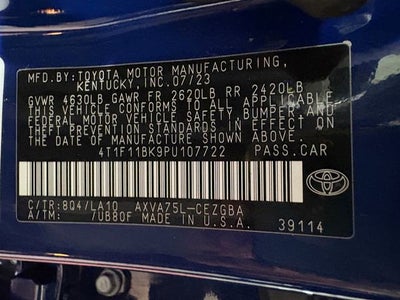 MFD.BY:TOYOTA MOTOR MANUFACTURING,
KENTUCKY, INC.07/23
GVWR 4630LB GAWR FR 2620LB RR 2420LB
THIS VEHICLE CONFORMS TO ALL APPLICABLE
FEDERAL MOTOR VEHICLE SAFETY, BUMPER, AND
THEFT PREVENTION STANDARDS IN EFFECT ON
THE DATE OF MANUFACTURE SHOWN ABOVE.
4T1F11BK9PU107722 PASS.CAR
C/TR:8Q4/LA10 AXVA75L-CEZGBA
A/TM: 7UB80F MADE IN U.S.A. 39114
TOYOTA